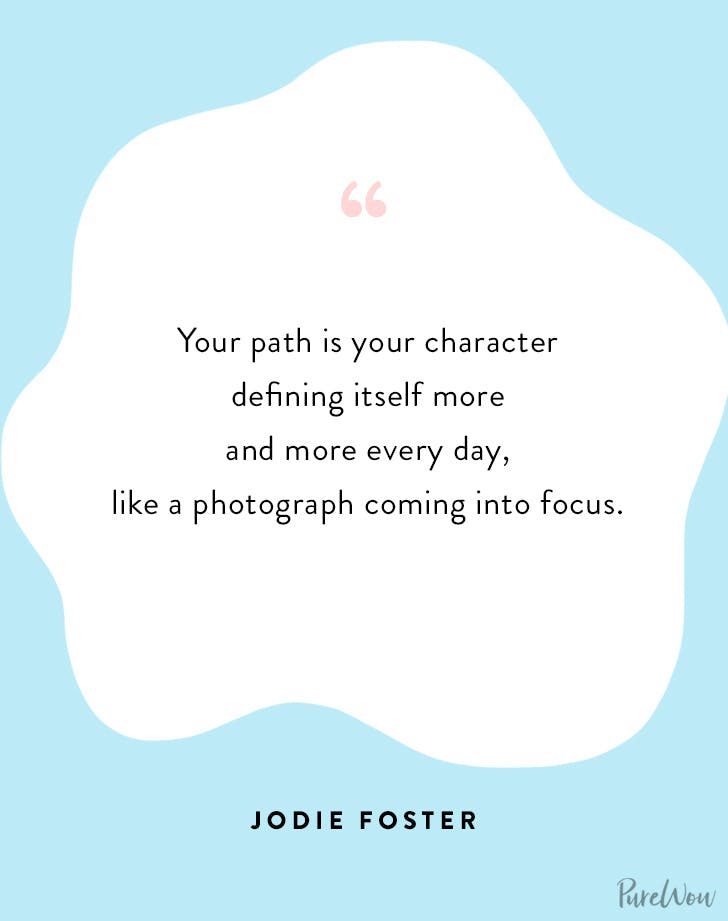 “
Your path is your character
defining itself more
and more every day,
like a photograph coming into focus.
JODIE FOSTER
PureWow